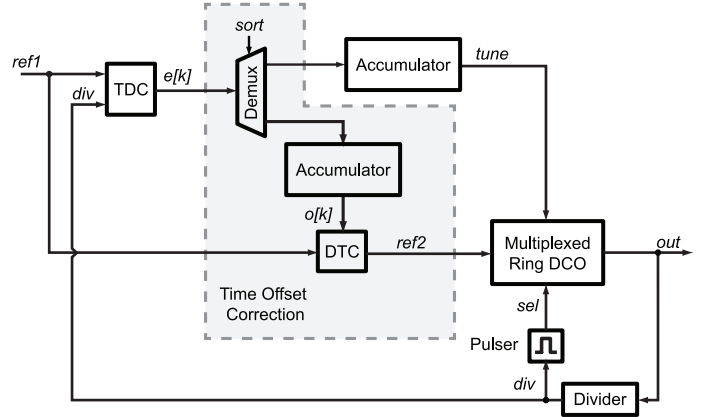 sort
ref1
div
TDC
e[k]
Demux
Accumulator
tune
Accumulator
o[k]
DTC
ref2
Multiplexed
Ring DCO
out
Time Offset
Correction
sel
Pulser
div
Divider